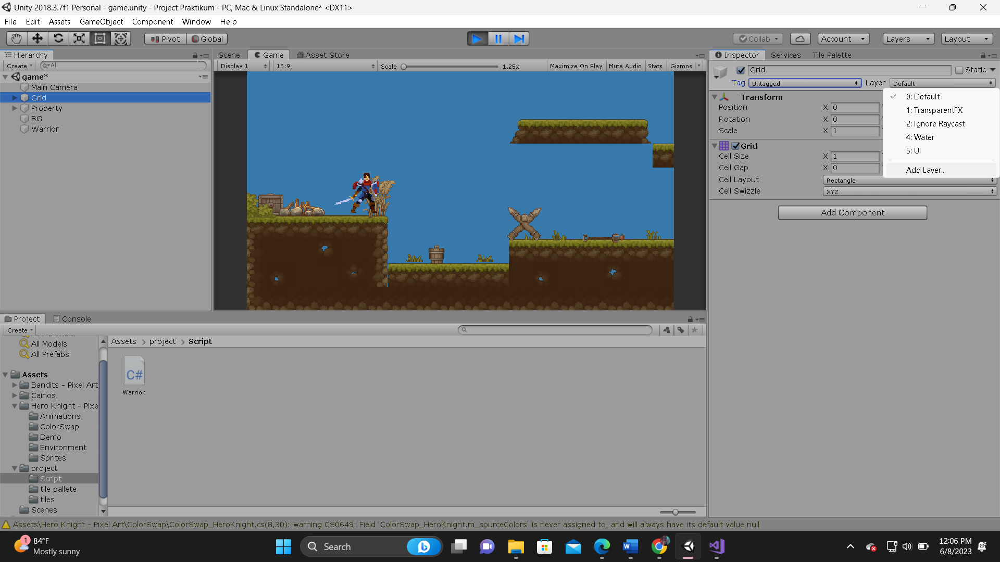 Unity 2018.3.7f1 Personal - game.unity - Project Praktikum - PC, Mac & Linux Standalone* <DX11>
File Edit Assets GameObject Component Window Help
Pivot Global Collab Account Layers Layout
Hierarchy
Create All
game*
Main Camera
Grid
Property
BG
Warrior
Scene Game Asset Store
Display 1 16:9 Scale 1.25x Maximize On Play Mute Audio Stats Gizmos
Inspector Services Tile Palette
Grid Static
Tag Untagged Layer Default
0: Default
1: TransparentFX
2: Ignore Raycast
4: Water
5: UI
Add Layer...
Transform
Position X 0
Rotation X 0
Scale X 1
Grid
Cell Size X 1
Cell Gap X 0
Cell Layout Rectangle
Cell Swizzle XYZ
Add Component
Project Console
Create
All Models
All Prefabs
Assets
Bandits - Pixel Art
Cainos
Hero Knight - Pixe
Animations
ColorSwap
Demo
Environment
Sprites
project
Script
tile pallete
tiles
Scenes
Assets project Script
C#
Warrior
Assets\Hero Knight - Pixel Art\ColorSwap\ColorSwap_HeroKnight.cs(8,30): warning CS0649: Field 'ColorSwap_HeroKnight.m_sourceColors' is never assigned to, and will always have its default value null
1
84°F
Mostly sunny
Search
12:06 PM
6/8/2023